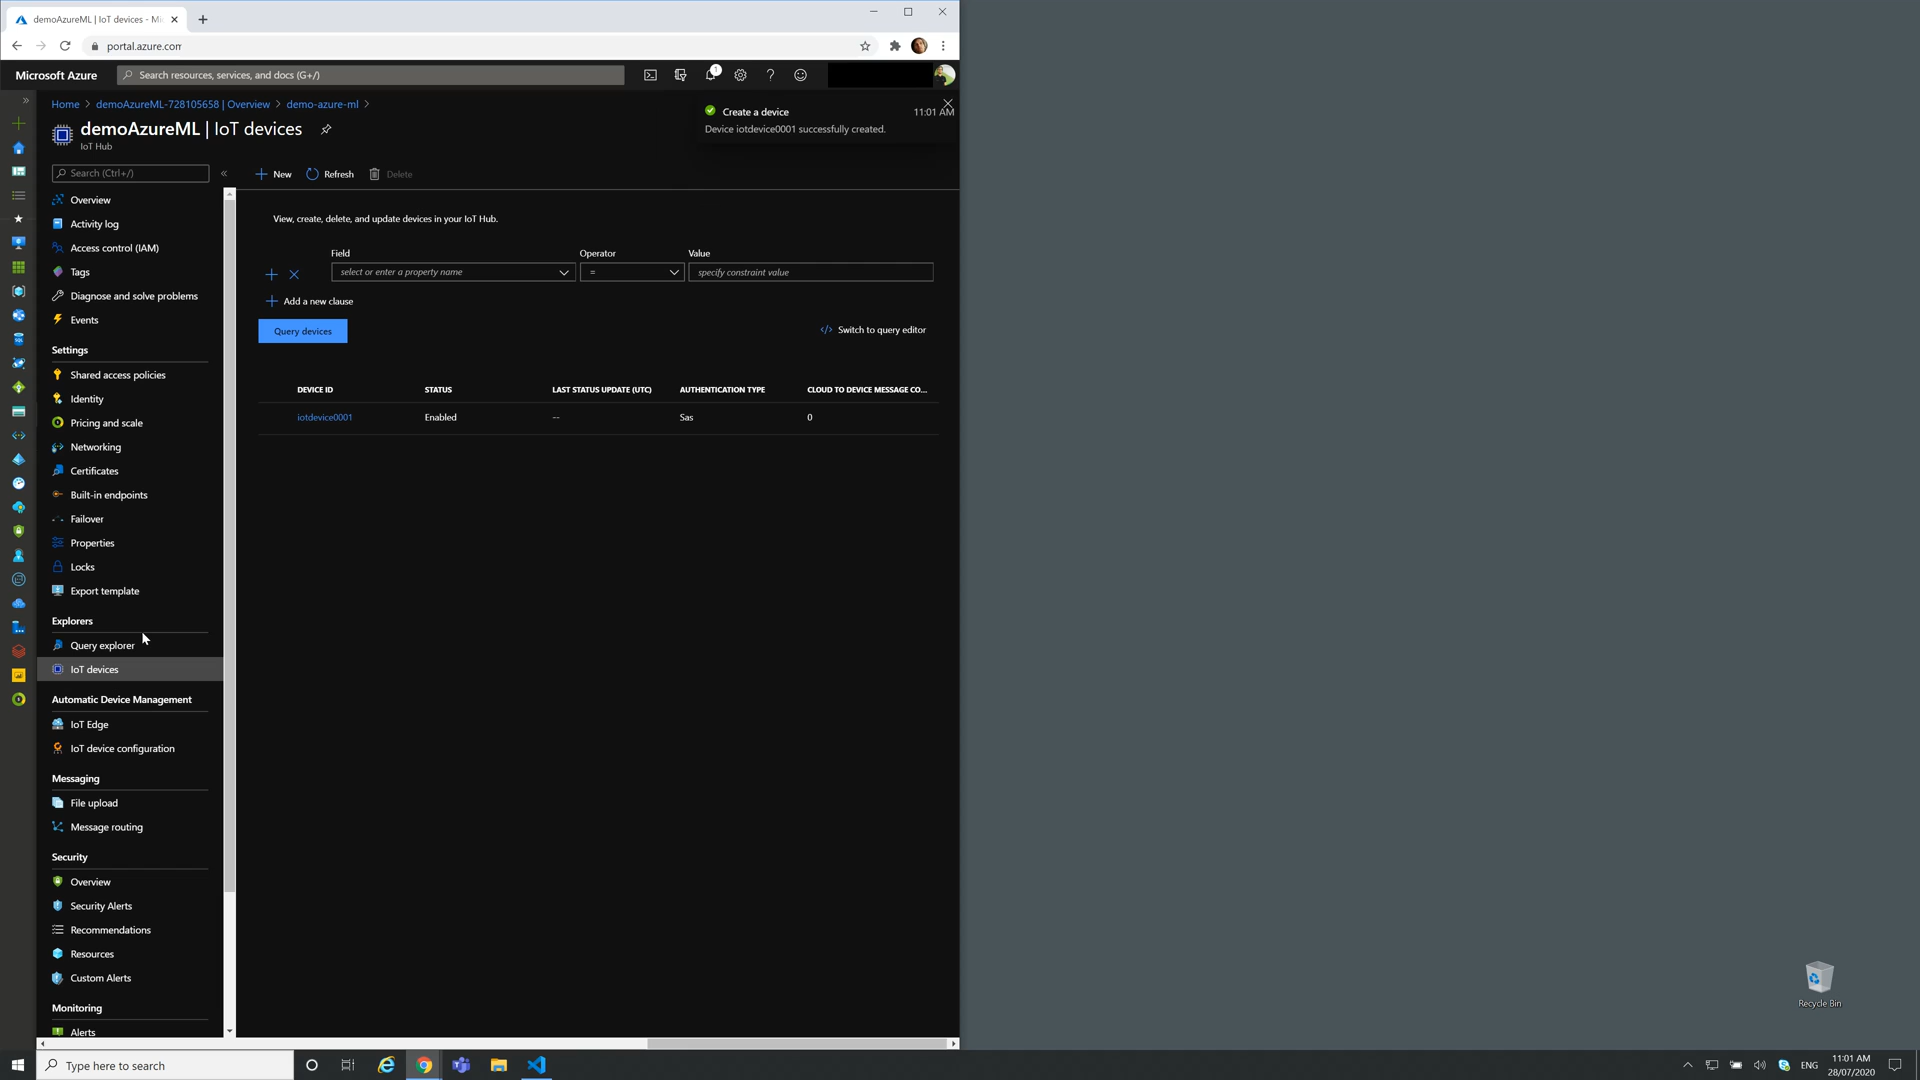 demoAzureML | IoT devices - Mi
portal.azure.com
Microsoft Azure
Search resources, services, and docs (G+/)
1
Home > demoAzureML-728105658 | Overview > demo-azure-ml >
demoAzureML | IoT devices
IoT Hub
Create a device
11:01 AM
Device iotdevice0001 successfully created.
Search (Ctrl+/)
New
Refresh
Delete
Overview
Activity log
Access control (IAM)
Tags
Diagnose and solve problems
Events
Settings
Shared access policies
Identity
Pricing and scale
Networking
Certificates
Built-in endpoints
Failover
Properties
Locks
Export template
Explorers
Query explorer
IoT devices
Automatic Device Management
IoT Edge
IoT device configuration
Messaging
File upload
Message routing
Security
Overview
Security Alerts
Recommendations
Resources
Custom Alerts
Monitoring
Alerts
View, create, delete, and update devices in your IoT Hub.
Field
Operator
Value
select or enter a property name
=
specify constraint value
Add a new clause
Query devices
</> Switch to query editor
DEVICE ID STATUS LAST STATUS UPDATE (UTC) AUTHENTICATION TYPE CLOUD TO DEVICE MESSAGE CO...
iotdevice0001 Enabled -- Sas 0
Recycle Bin
Type here to search
ENG
11:01 AM
28/07/2020